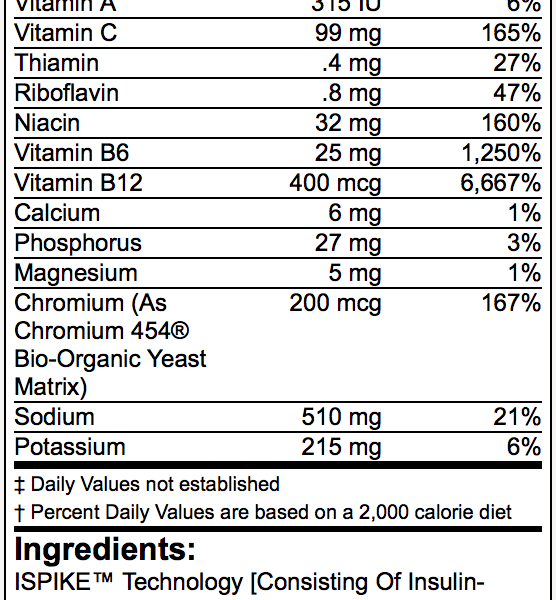 Vitamin A 315 IU 6%
Vitamin C 99 mg 165%
Thiamin .4 mg 27%
Riboflavin .8 mg 47%
Niacin 32 mg 160%
Vitamin B6 25 mg 1,250%
Vitamin B12 400 mcg 6,667%
Calcium 6 mg 1%
Phosphorus 27 mg 3%
Magnesium 5 mg 1%
Chromium (As 200 mcg 167%
Chromium 454®
Bio-Organic Yeast
Matrix)
Sodium 510 mg 21%
Potassium 215 mg 6%
‡ Daily Values not established
† Percent Daily Values are based on a 2,000 calorie diet
Ingredients:
ISPIKE™ Technology [Consisting Of Insulin-